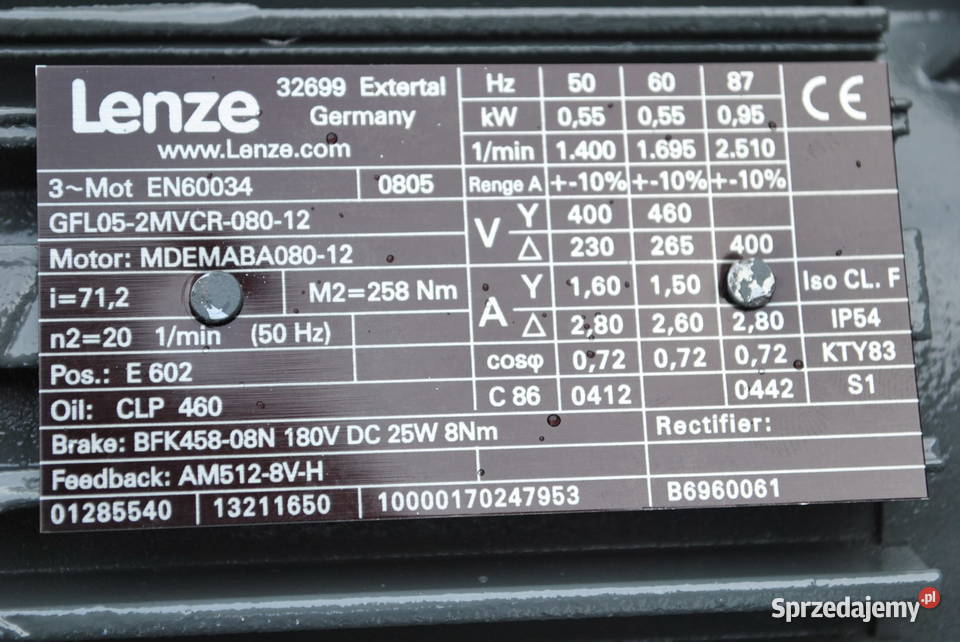 Lenze
32699 Extertal
Germany
www.Lenze.com
3~Mot EN60034 0805
GFL05-2MVCR-080-12
Motor: MDEMABA080-12
i=71,2 M2=258 Nm
n2=20 1/min (50 Hz)
Pos.: E 602
Oil: CLP 460
Brake: BFK458-08N 180V DC 25W 8Nm
Feedback: AM512-8V-H
01285540 13211650 10000170247953 B6960061
Hz 50 60 87
kW 0,55 0,55 0,95
1/min 1.400 1.695 2.510
Renge A +-10% +-10% +-10%
V Y 400 460
Δ 230 265 400
A Y 1,60 1,50
Δ 2,80 2,60 2,80
cosφ 0,72 0,72 0,72
C 86 0412 0442
Rectifier:
CE
Iso CL. F
IP54
KTY83
S1
Sprzedajemy.pl